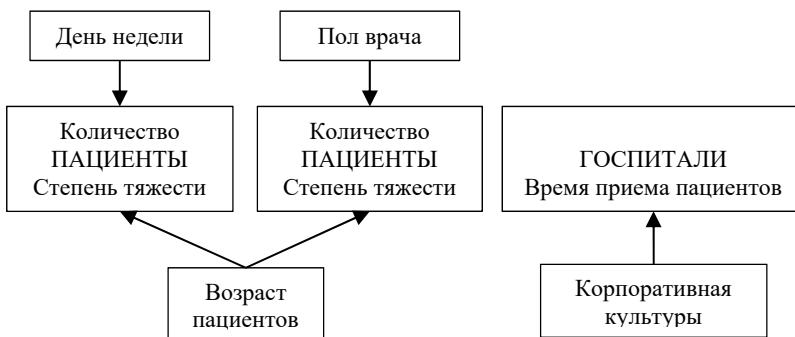 День недели
Пол врача
Количество
ПАЦИЕНТЫ
Степень тяжести
Количество
ПАЦИЕНТЫ
Степень тяжести
ГОСПИТАЛИ
Время приема пациентов
Возраст
пациентов
Корпоративная
культуры